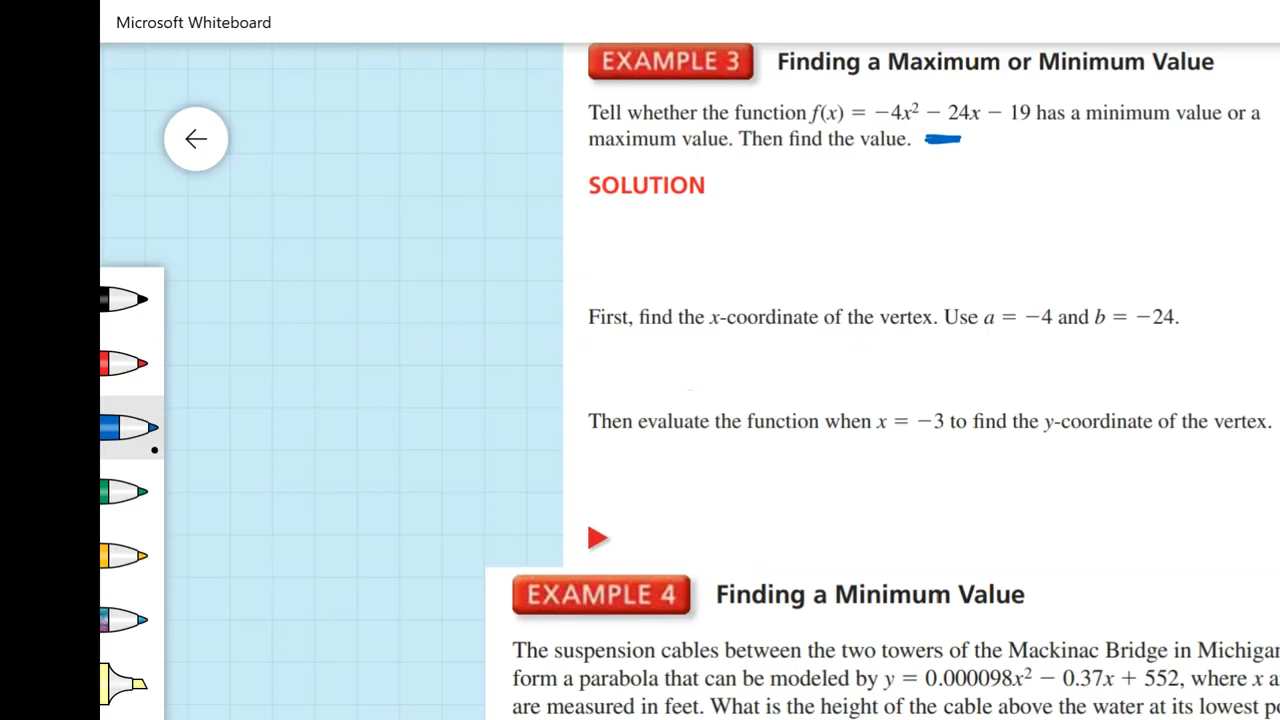 Microsoft Whiteboard
EXAMPLE 3 Finding a Maximum or Minimum Value
Tell whether the function f(x) = −4x² − 24x − 19 has a minimum value or a
maximum value. Then find the value.
SOLUTION
First, find the x-coordinate of the vertex. Use a = −4 and b = −24.
Then evaluate the function when x = −3 to find the y-coordinate of the vertex.
EXAMPLE 4 Finding a Minimum Value
The suspension cables between the two towers of the Mackinac Bridge in Michigan
form a parabola that can be modeled by y = 0.000098x² − 0.37x + 552, where x a
are measured in feet. What is the height of the cable above the water at its lowest po